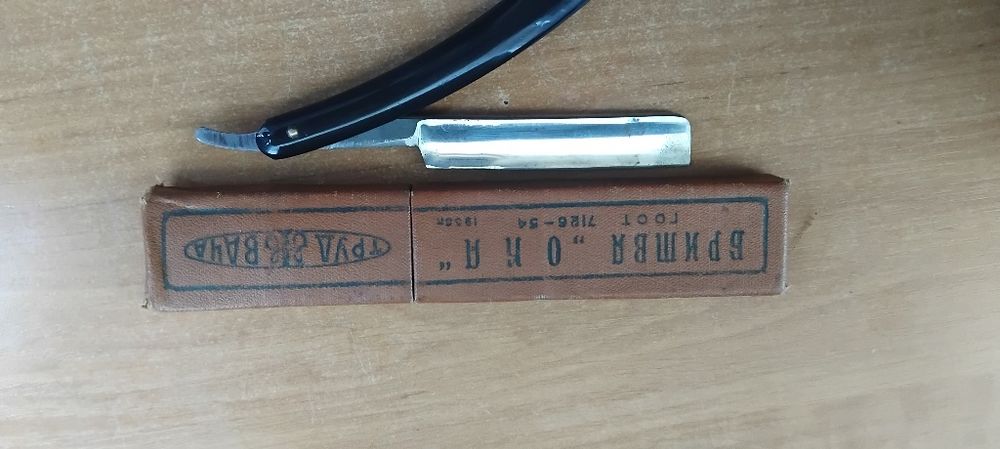 БРИТВА „ОКА“
ГОСТ 7126-54
ТРУД ВАЧА